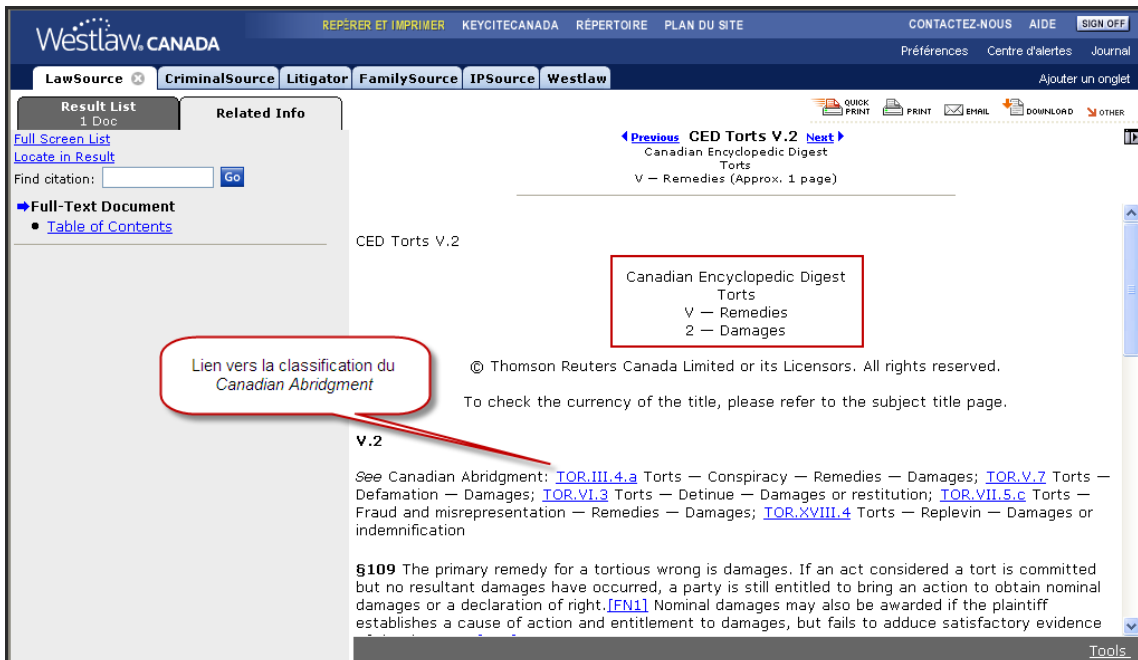 Westlaw. CANADA
REPÉRER ET IMPRIMER KEYCITECANADA RÉPERTOIRE PLAN DU SITE
CONTACTEZ-NOUS AIDE SIGN OFF
Préférences Centre d'alertes Journal
LawSource CriminalSource Litigator FamilySource IPSource Westlaw
Ajouter un onglet
Result List
1 Doc
Related Info
QUICK PRINT PRINT EMAIL DOWNLOAD OTHER
Full Screen List
Locate in Result
Find citation: Go
Full-Text Document
• Table of Contents
Previous CED Torts V.2 Next
Canadian Encyclopedic Digest
Torts
V — Remedies (Approx. 1 page)
CED Torts V.2
Canadian Encyclopedic Digest
Torts
V — Remedies
2 — Damages
Lien vers la classification du
Canadian Abridgment
© Thomson Reuters Canada Limited or its Licensors. All rights reserved.
To check the currency of the title, please refer to the subject title page.
V.2
See Canadian Abridgment: TOR.III.4.a Torts — Conspiracy — Remedies — Damages; TOR.V.7 Torts —
Defamation — Damages; TOR.VI.3 Torts — Detinue — Damages or restitution; TOR.VII.5.c Torts —
Fraud and misrepresentation — Remedies — Damages; TOR.XVIII.4 Torts — Replevin — Damages or
indemnification
§109 The primary remedy for a tortious wrong is damages. If an act considered a tort is committed
but no resultant damages have occurred, a party is still entitled to bring an action to obtain nominal
damages or a declaration of right.[FN1] Nominal damages may also be awarded if the plaintiff
establishes a cause of action and entitlement to damages, but fails to adduce satisfactory evidence
Tools